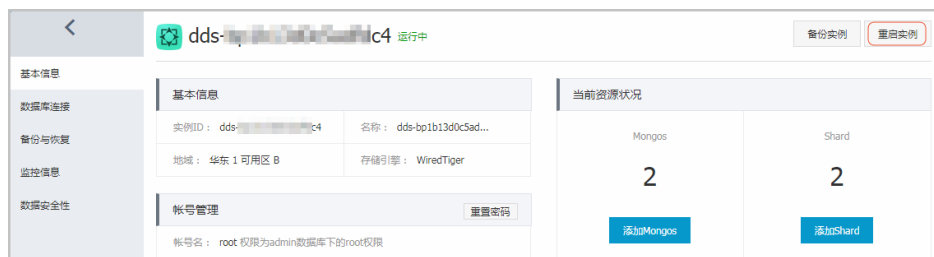 dds- c4 运行中
备份实例
重启实例
基本信息
数据库连接
备份与恢复
监控信息
数据安全性
基本信息
实例ID： dds- c4
名称： dds-bp1b13d0c5ad...
地域： 华东 1 可用区 B
存储引擎： WiredTiger
帐号管理
重置密码
帐号名： root 权限为admin数据库下的root权限
当前资源状况
Mongos
Shard
2
2
添加Mongos
添加Shard